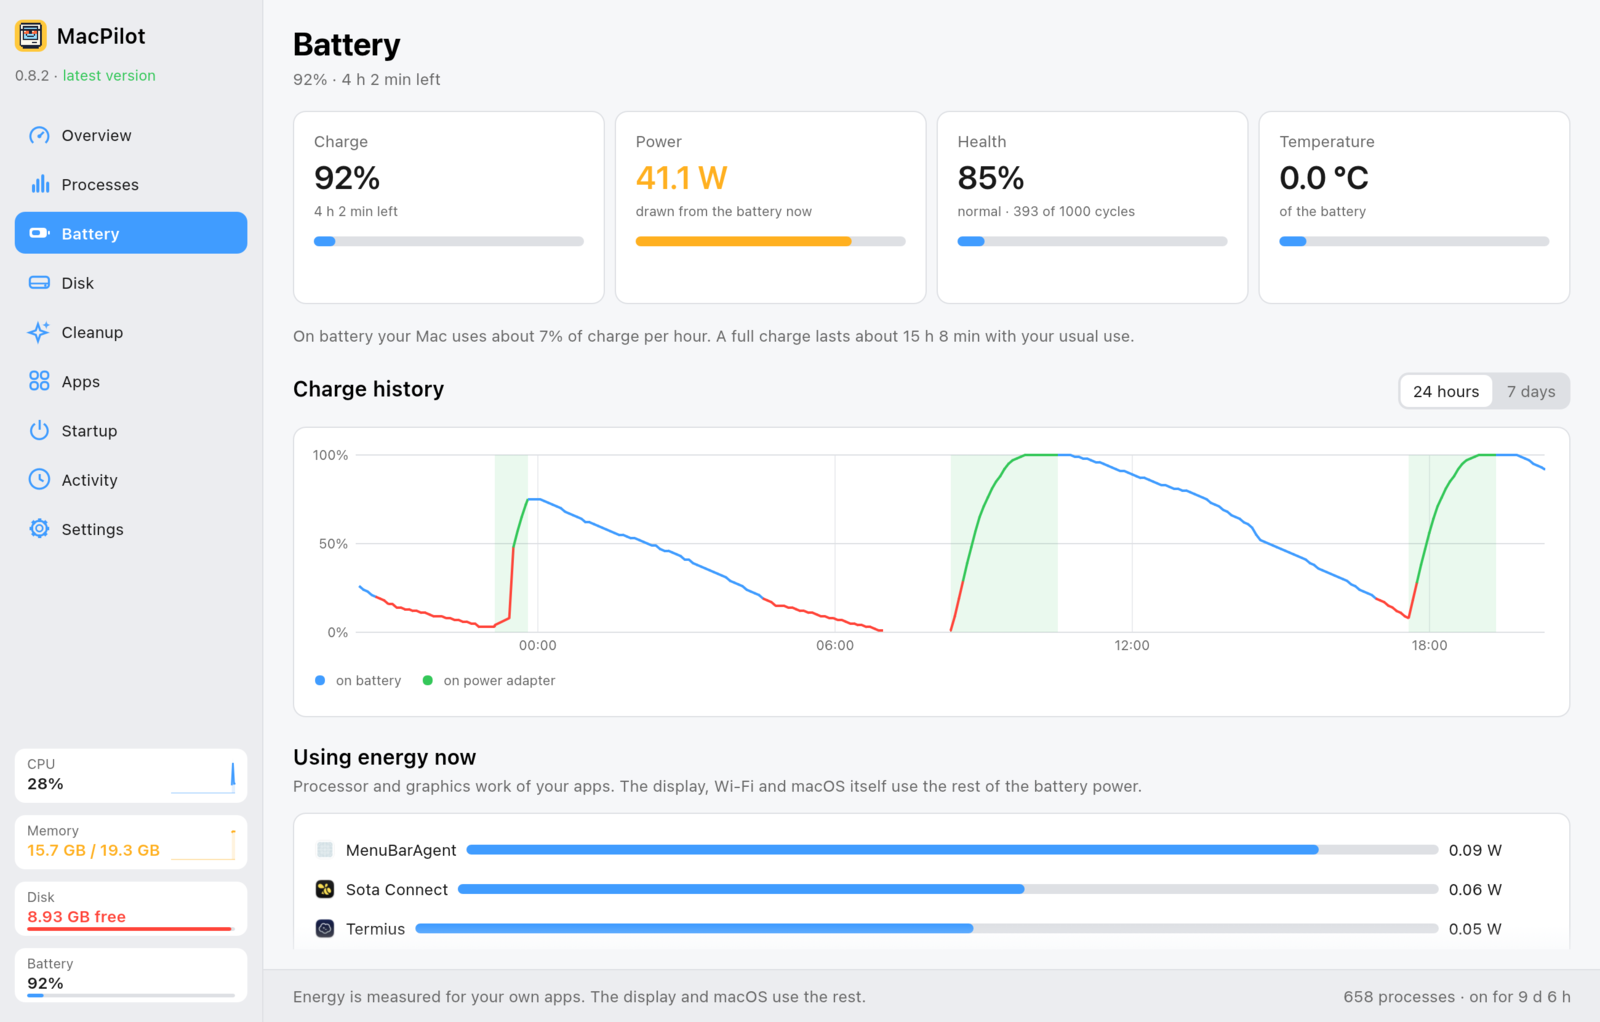 MacPilot
0.8.2 · latest version
Overview
Processes
Battery
Disk
Cleanup
Apps
Startup
Activity
Settings
CPU
28%
Memory
15.7 GB / 19.3 GB
Disk
8.93 GB free
Battery
92%
Battery
92% · 4 h 2 min left
Charge
92%
4 h 2 min left
Power
41.1 W
drawn from the battery now
Health
85%
normal · 393 of 1000 cycles
Temperature
0.0 °C
of the battery
On battery your Mac uses about 7% of charge per hour. A full charge lasts about 15 h 8 min with your usual use.
Charge history
24 hours
7 days
100%
50%
0%
00:00
06:00
12:00
18:00
on battery
on power adapter
Using energy now
Processor and graphics work of your apps. The display, Wi-Fi and macOS itself use the rest of the battery power.
MenuBarAgent
0.09 W
Sota Connect
0.06 W
Termius
0.05 W
Energy is measured for your own apps. The display and macOS use the rest.
658 processes · on for 9 d 6 h